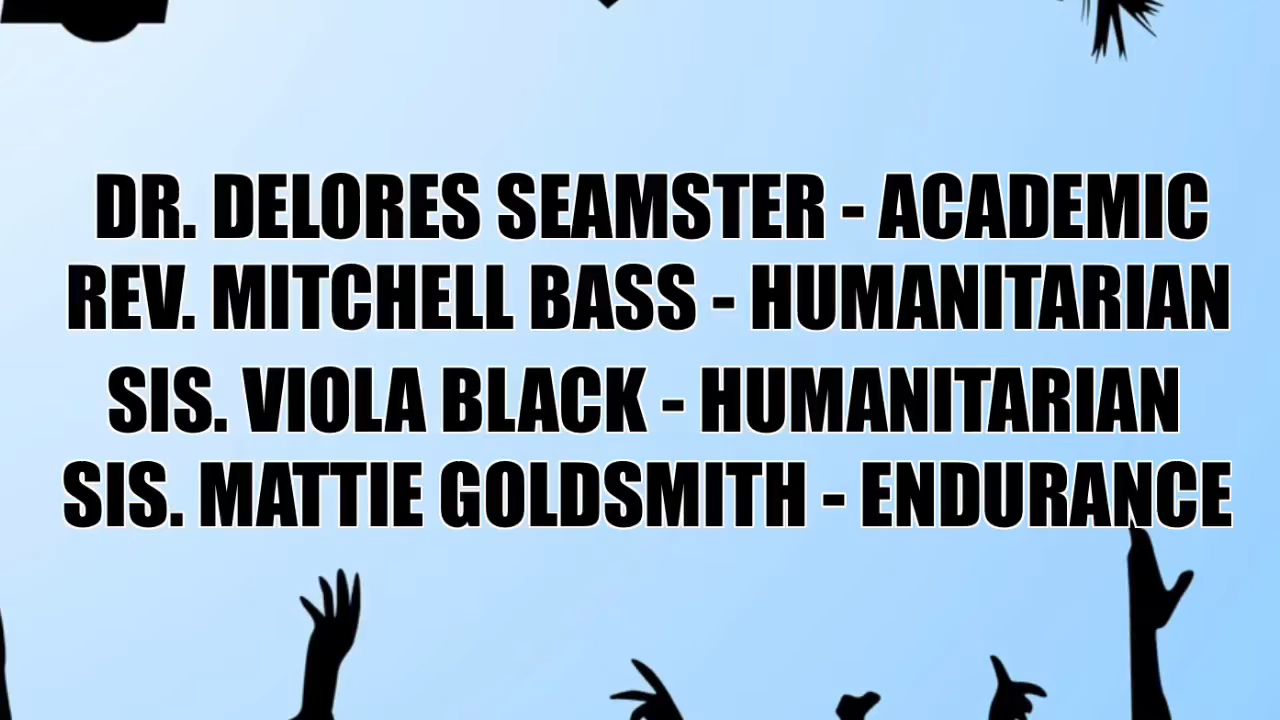 DR. DELORES SEAMSTER - ACADEMIC
REV. MITCHELL BASS - HUMANITARIAN
SIS. VIOLA BLACK - HUMANITARIAN
SIS. MATTIE GOLDSMITH - ENDURANCE